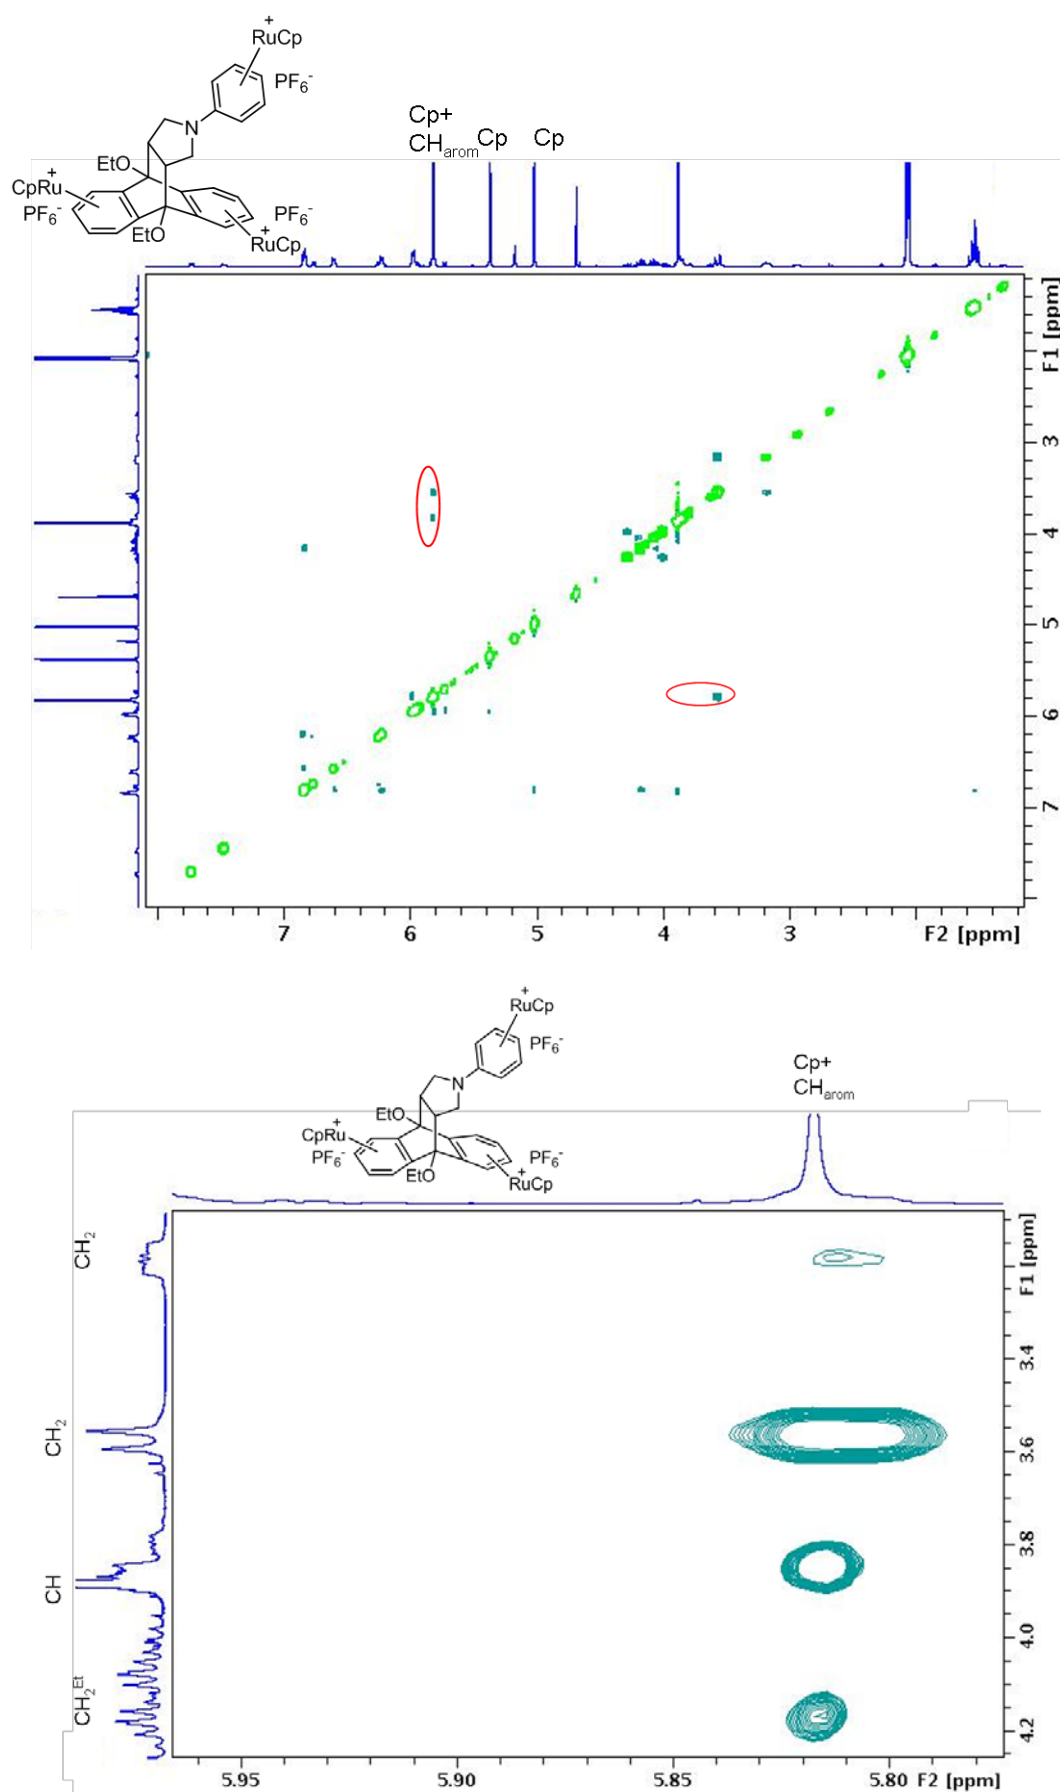 +
RuCp
PF6-
N
EtO
+
CpRu
PF6-
PF6-
EtO
+
RuCp
Cp+
CHarom Cp Cp
F1 [ppm]
3
4
5
6
7
7 6 5 4 3 F2 [ppm]
+
RuCp
PF6-
N
EtO
+
CpRu
PF6-
PF6-
EtO
+
RuCp
Cp+
CHarom
CH2
CH2
CH
CH2Et
F1 [ppm]
3.4
3.6
3.8
4.0
4.2
5.95 5.90 5.85 5.80 F2 [ppm]